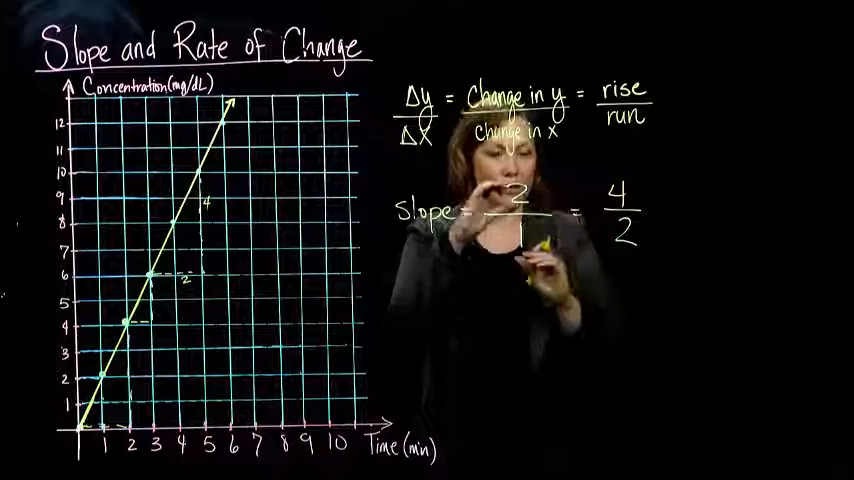 Slope and Rate of Change
Concentration (mg/dL)
12
11
10
9
8
7
6
5
4
3
2
1
4
2
1 2 3 4 5 6 7 8 9 10 Time (min)
Δy/Δx = Change in y/change in x = rise/run
slope = 2/1 = 4/2